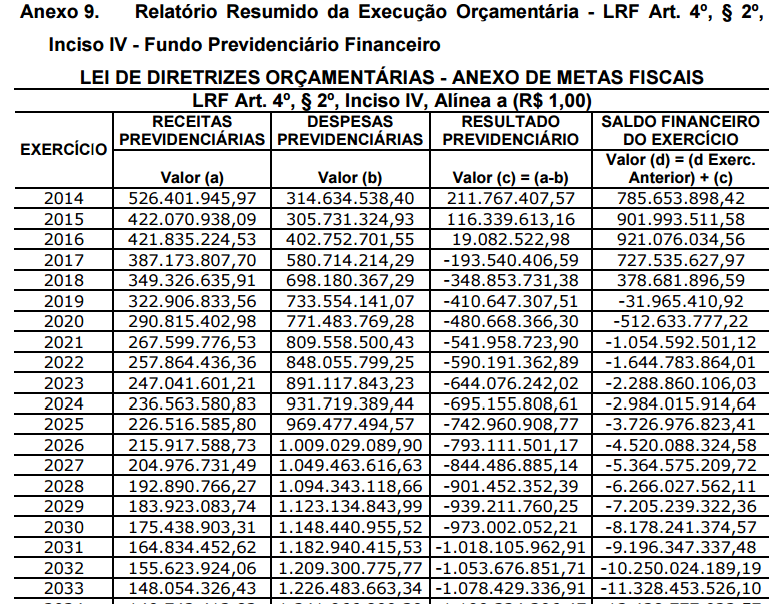 Anexo 9. Relatório Resumido da Execução Orçamentária - LRF Art. 4º, § 2º,
Inciso IV - Fundo Previdenciário Financeiro
LEI DE DIRETRIZES ORÇAMENTÁRIAS - ANEXO DE METAS FISCAIS
LRF Art. 4º, § 2º, Inciso IV, Alínea a (R$ 1,00)
EXERCÍCIO RECEITAS PREVIDENCIÁRIAS DESPESAS PREVIDENCIÁRIAS RESULTADO PREVIDENCIÁRIO SALDO FINANCEIRO DO EXERCÍCIO
Valor (a) Valor (b) Valor (c) = (a-b) Valor (d) = (d Exerc. Anterior) + (c)
2014 526.401.945,97 314.634.538,40 211.767.407,57 785.653.898,42
2015 422.070.938,09 305.731.324,93 116.339.613,16 901.993.511,58
2016 421.835.224,53 402.752.701,55 19.082.522,98 921.076.034,56
2017 387.173.807,70 580.714.214,29 -193.540.406,59 727.535.627,97
2018 349.326.635,91 698.180.367,29 -348.853.731,38 378.681.896,59
2019 322.906.833,56 733.554.141,07 -410.647.307,51 -31.965.410,92
2020 290.815.402,98 771.483.769,28 -480.668.366,30 -512.633.777,22
2021 267.599.776,53 809.558.500,43 -541.958.723,90 -1.054.592.501,12
2022 257.864.436,36 848.055.799,25 -590.191.362,89 -1.644.783.864,01
2023 247.041.601,21 891.117.843,23 -644.076.242,02 -2.288.860.106,03
2024 236.563.580,83 931.719.389,44 -695.155.808,61 -2.984.015.914,64
2025 226.516.585,80 969.477.494,57 -742.960.908,77 -3.726.976.823,41
2026 215.917.588,73 1.009.029.089,90 -793.111.501,17 -4.520.088.324,58
2027 204.976.731,49 1.049.463.616,63 -844.486.885,14 -5.364.575.209,72
2028 192.890.766,27 1.094.343.118,66 -901.452.352,39 -6.266.027.562,11
2029 183.923.083,74 1.123.134.843,99 -939.211.760,25 -7.205.239.322,36
2030 175.438.903,31 1.148.440.955,52 -973.002.052,21 -8.178.241.374,57
2031 164.834.452,62 1.182.940.415,53 -1.018.105.962,91 -9.196.347.337,48
2032 155.623.924,06 1.209.300.775,77 -1.053.676.851,71 -10.250.024.189,19
2033 148.054.326,43 1.226.483.663,34 -1.078.429.336,91 -11.328.453.526,10